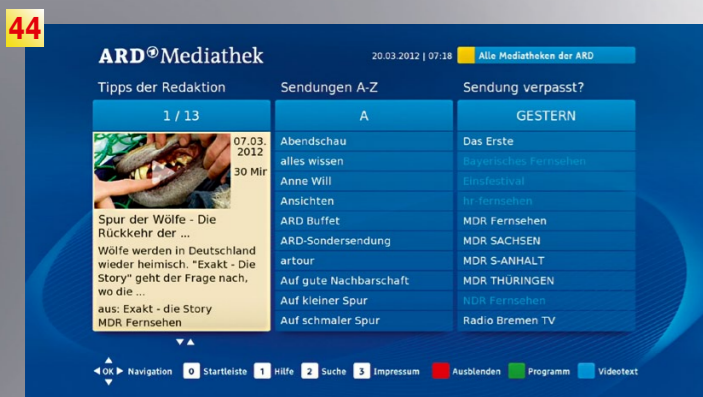 44
ARD Mediathek
20.03.2012 | 07:18
Alle Mediatheken der ARD
Tipps der Redaktion
Sendungen A-Z
Sendung verpasst?
1 / 13
A
GESTERN
07.03.
2012
30 Mir
Spur der Wölfe - Die
Rückkehr der ...
Wölfe werden in Deutschland
wieder heimisch. "Exakt - Die
Story" geht der Frage nach,
wo die ...
aus: Exakt - die Story
MDR Fernsehen
Abendschau
alles wissen
Anne Will
Ansichten
ARD Buffet
ARD-Sondersendung
artour
Auf gute Nachbarschaft
Auf kleiner Spur
Auf schmaler Spur
Das Erste
Bayerisches Fernsehen
Einsfestival
hr-fernsehen
MDR Fernsehen
MDR SACHSEN
MDR S-ANHALT
MDR THÜRINGEN
NDR Fernsehen
Radio Bremen TV
OK Navigation 0 Startleiste 1 Hilfe 2 Suche 3 Impressum Ausblenden Programm Videotext